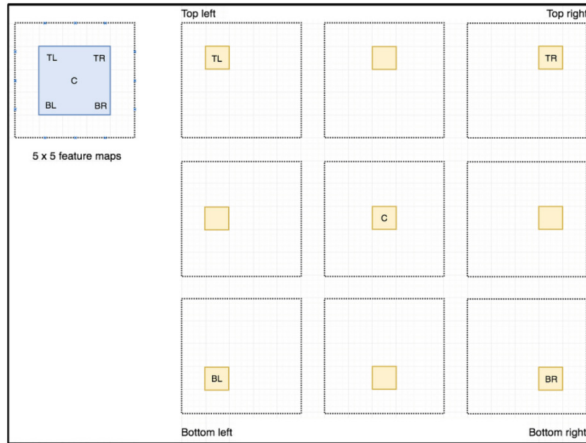 Top left
Top right
TL
TR
C
BL
BR
TL
TR
5 x 5 feature maps
C
BL
BR
Bottom left
Bottom right